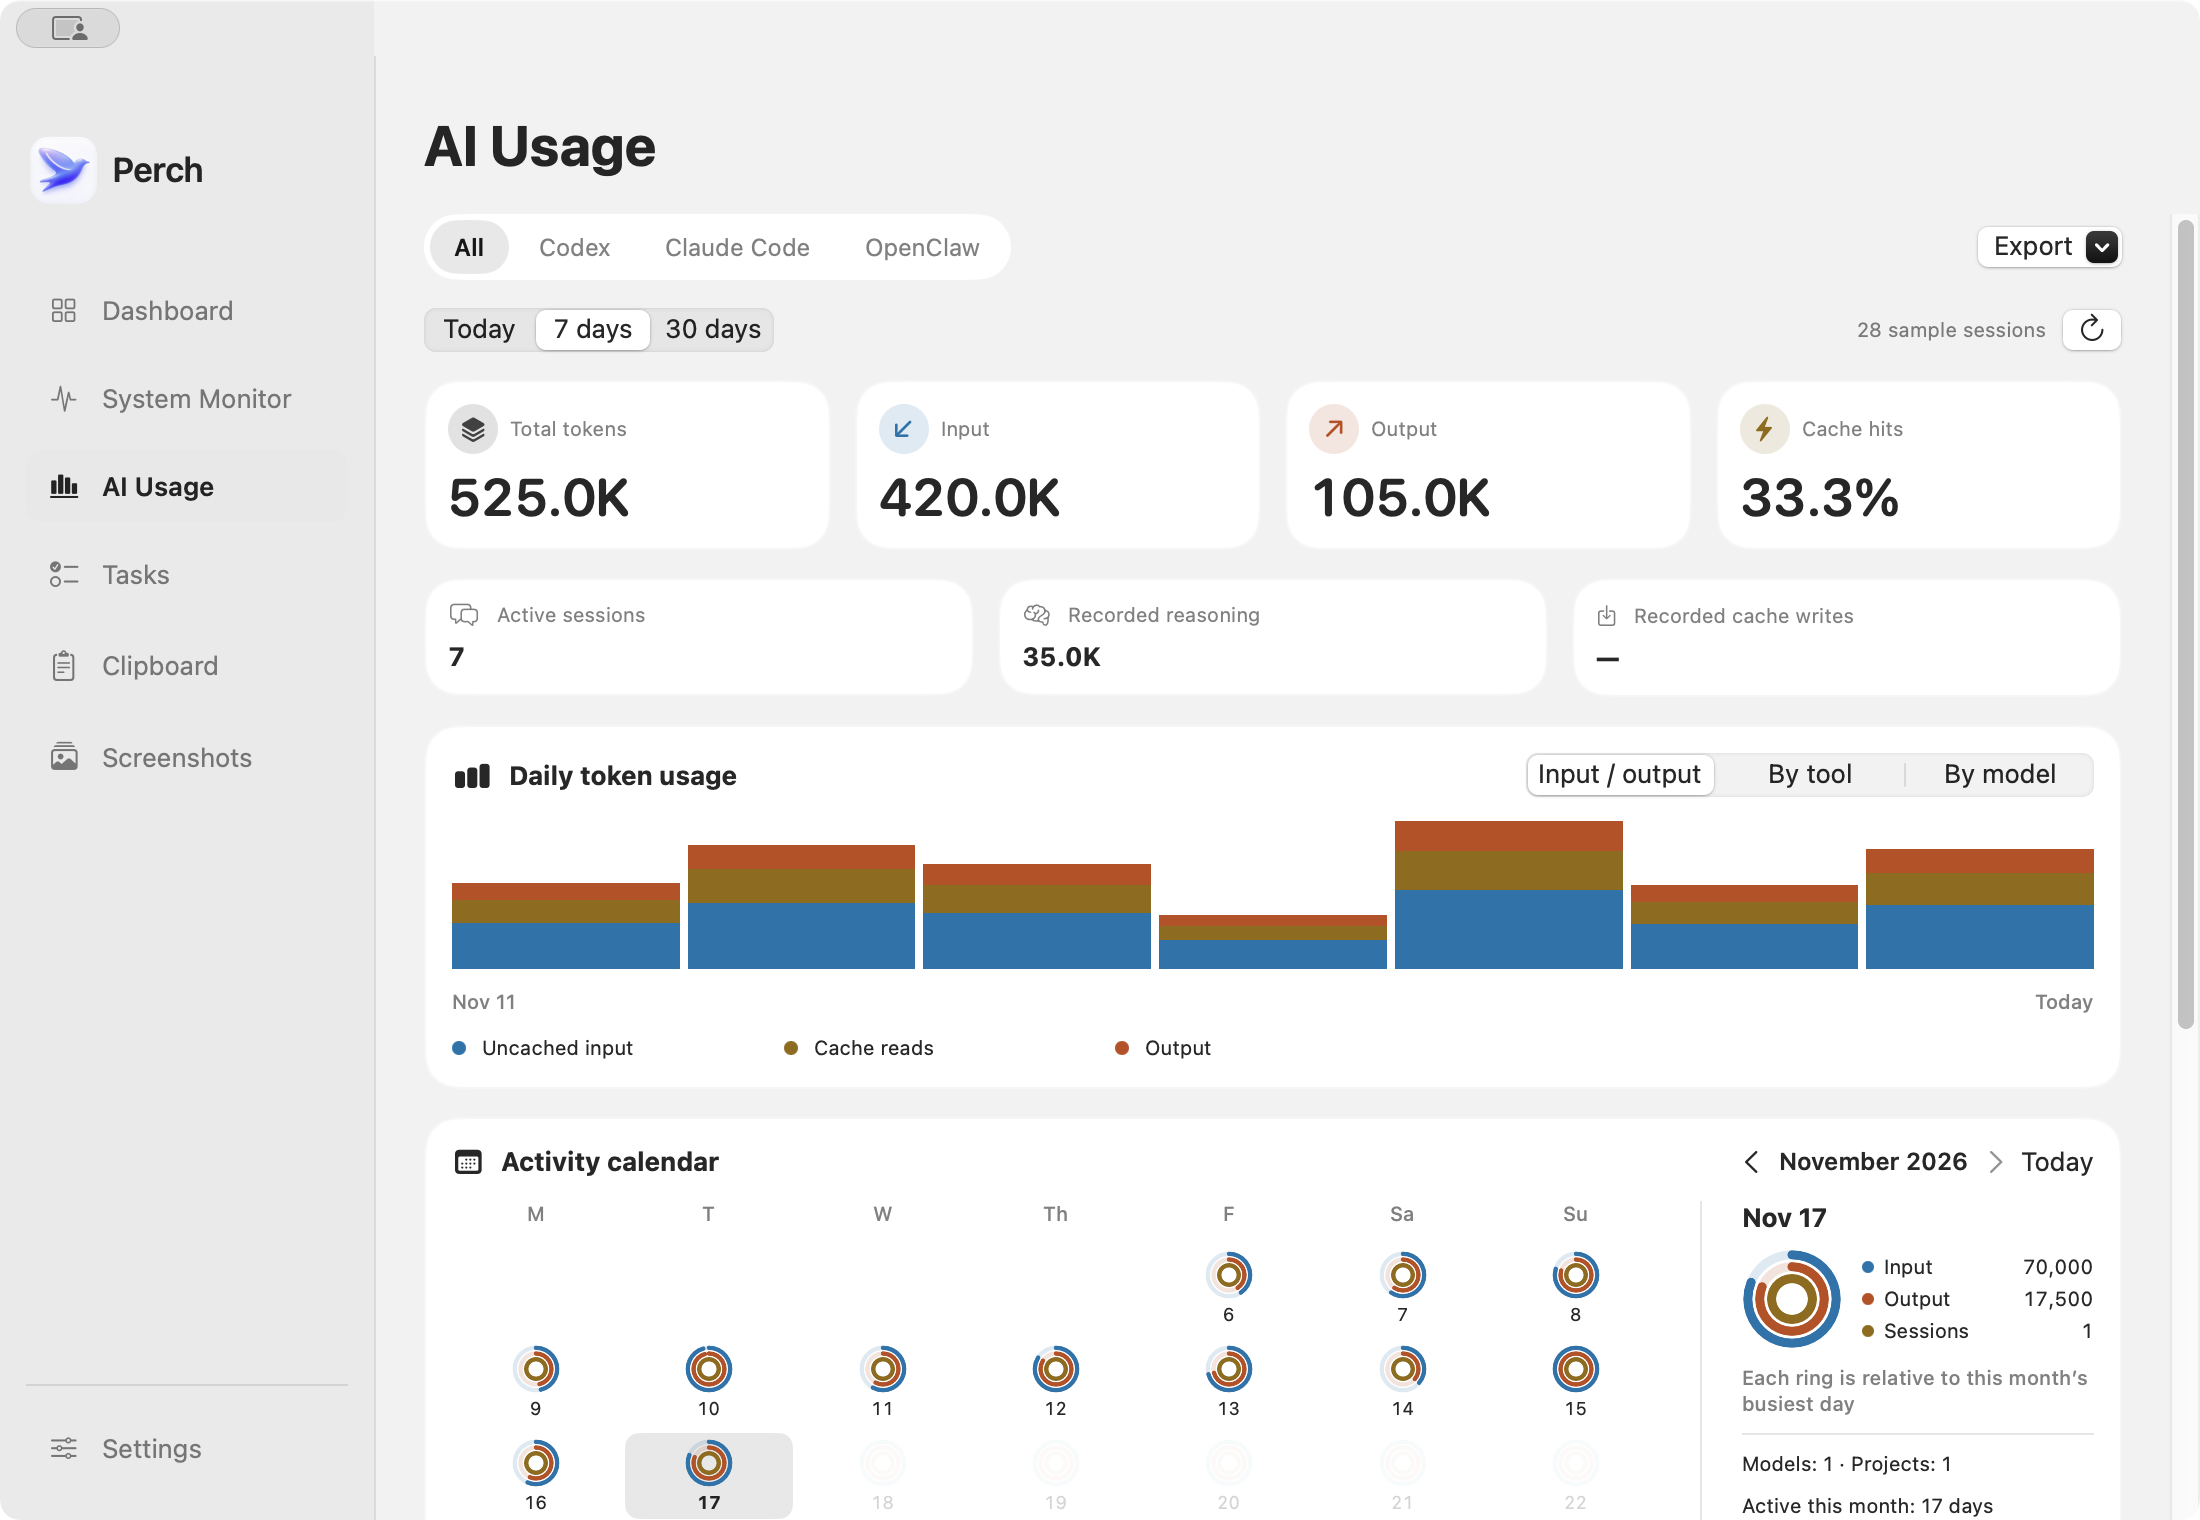 Perch
Dashboard
System Monitor
AI Usage
Tasks
Clipboard
Screenshots
Settings
AI Usage
All Codex Claude Code OpenClaw
Export
Today 7 days 30 days
28 sample sessions
Total tokens
525.0K
Input
420.0K
Output
105.0K
Cache hits
33.3%
Active sessions
7
Recorded reasoning
35.0K
Recorded cache writes
—
Daily token usage
Input / output By tool By model
Nov 11 Today
Uncached input Cache reads Output
Activity calendar
November 2026 Today
M T W Th F Sa Su
6 7 8
9 10 11 12 13 14 15
16 17 18 19 20 21 22
Nov 17
Input 70,000
Output 17,500
Sessions 1
Each ring is relative to this month's
busiest day
Models: 1 · Projects: 1
Active this month: 17 days